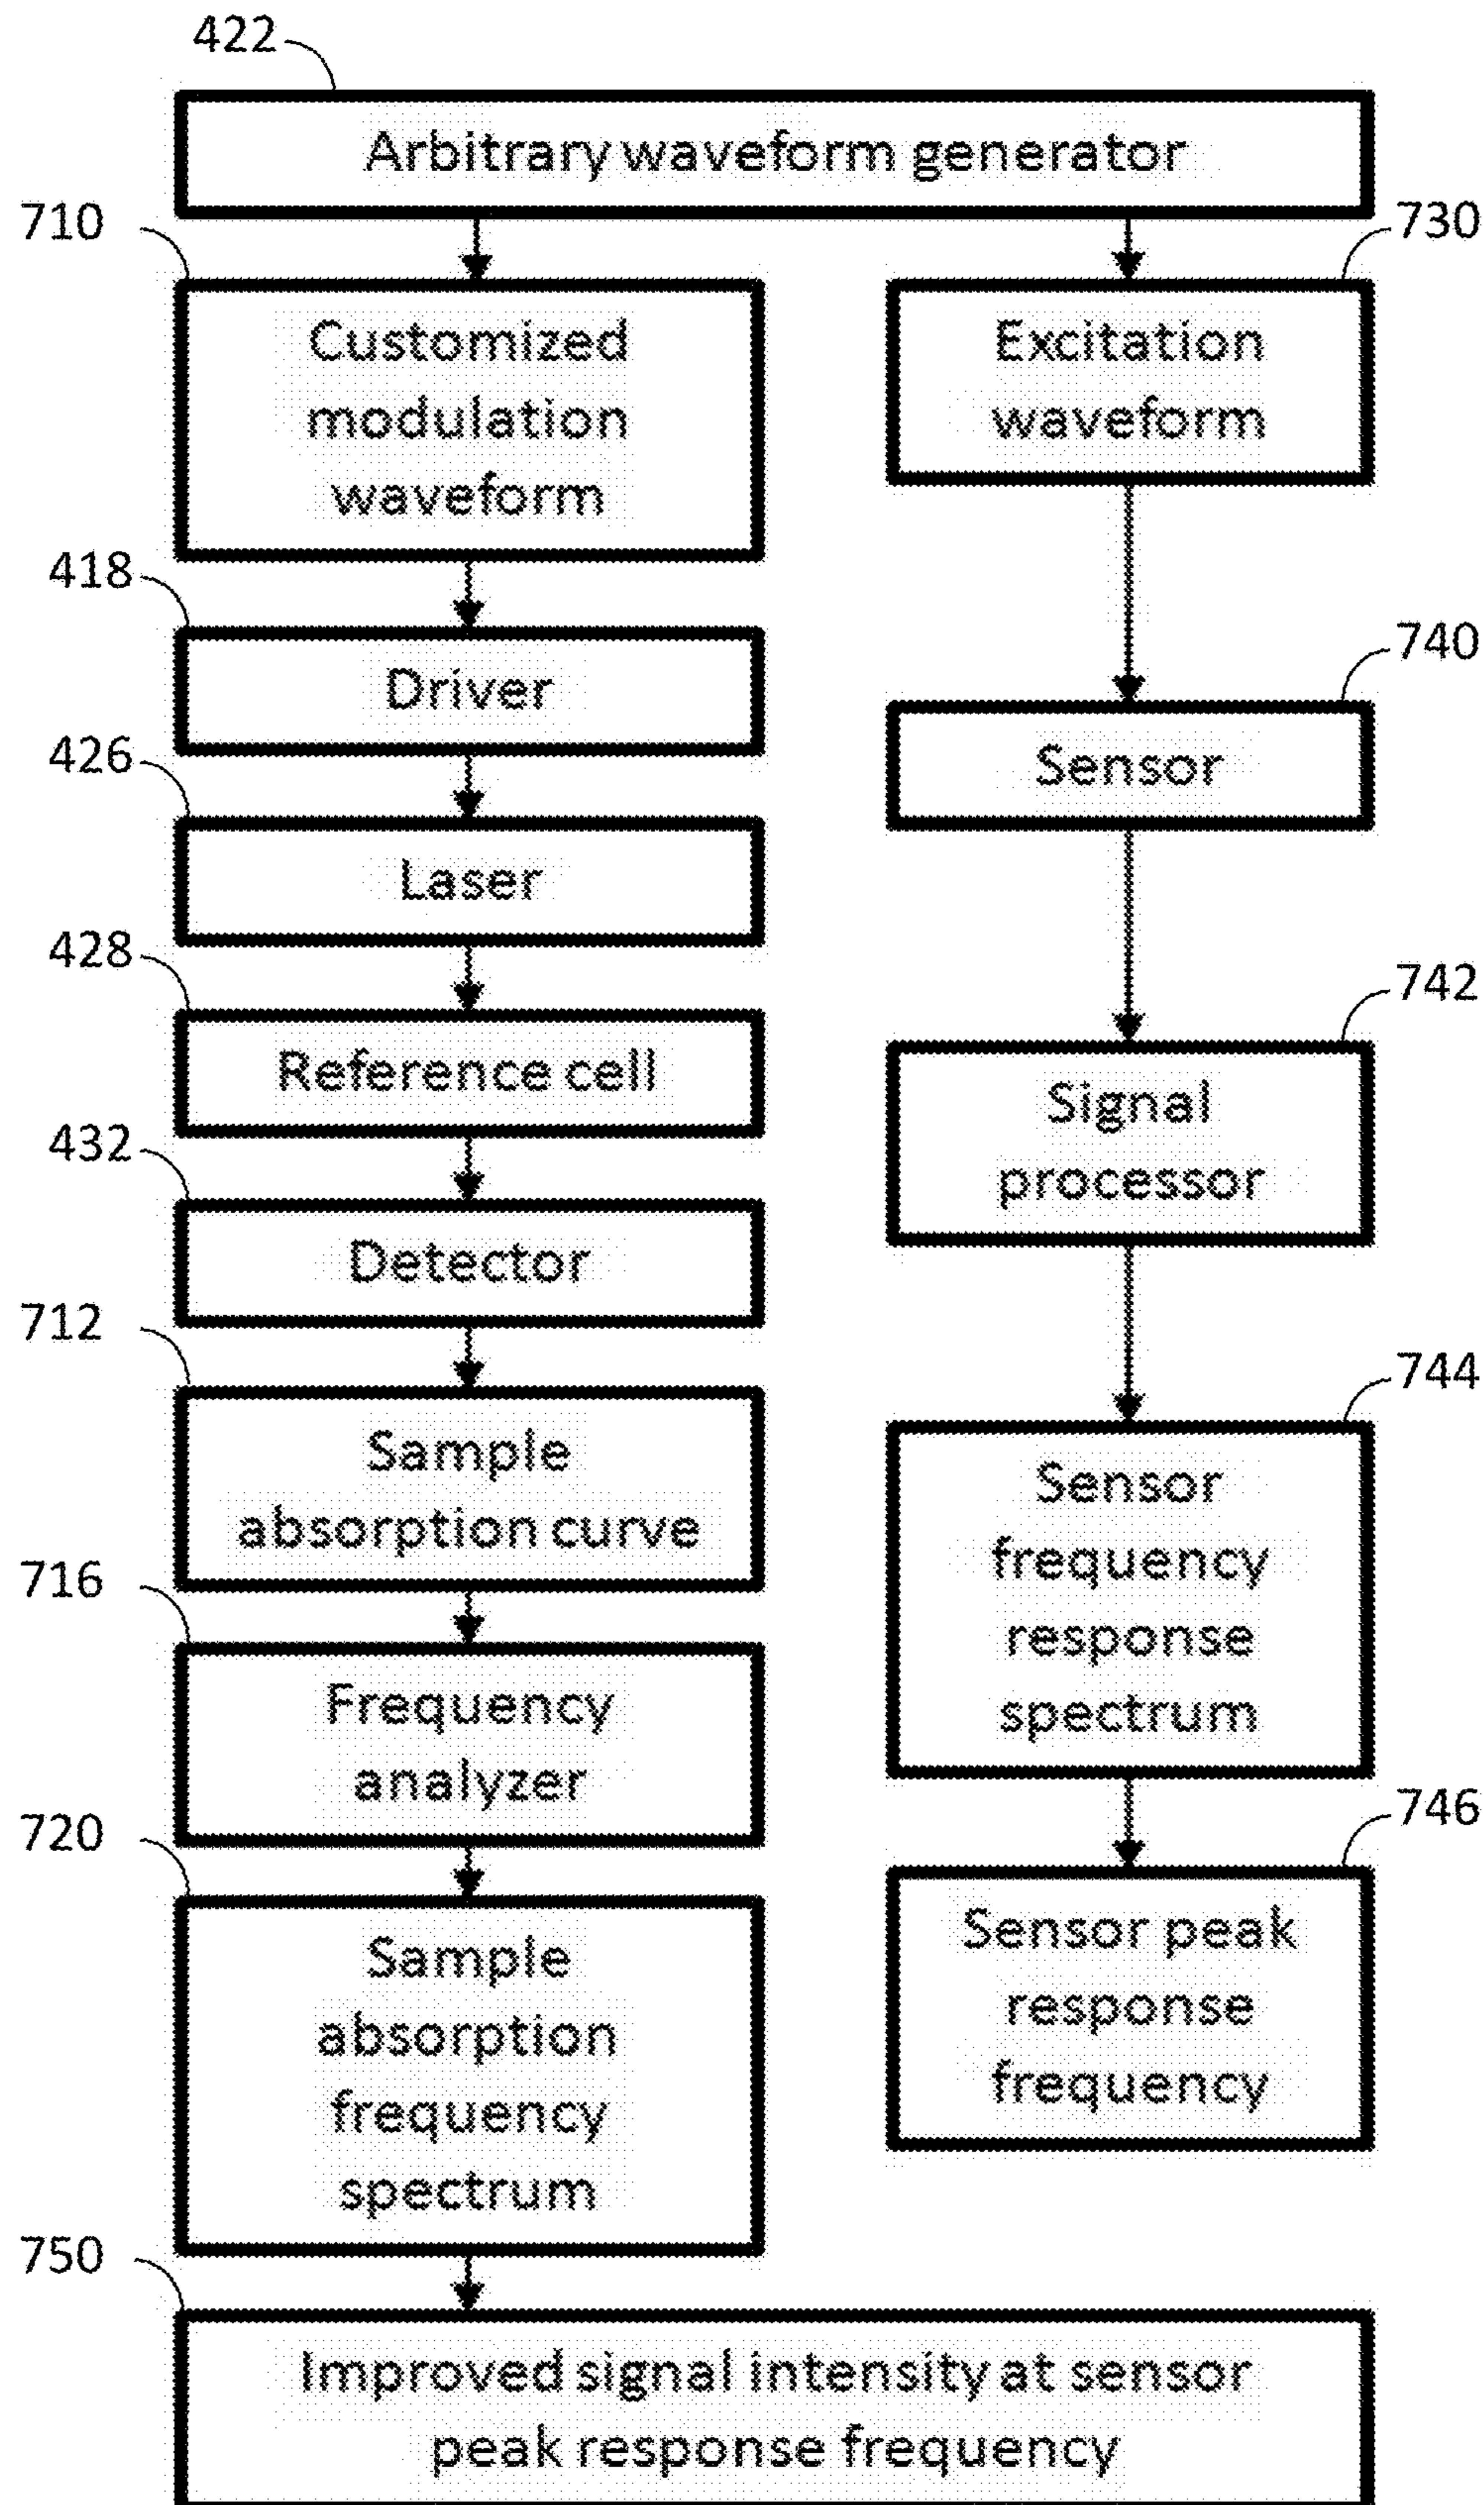 422
Arbitrary waveform generator
710
Customized
modulation
waveform
418
Driver
426
Laser
428
Reference cell
432
Detector
712
Sample
absorption curve
716
Frequency
analyzer
720
Sample
absorption
frequency
spectrum
730
Excitation
waveform
740
Sensor
742
Signal
processor
744
Sensor
frequency
response
spectrum
746
Sensor peak
response
frequency
750
Improved signal intensity at sensor
peak response frequency